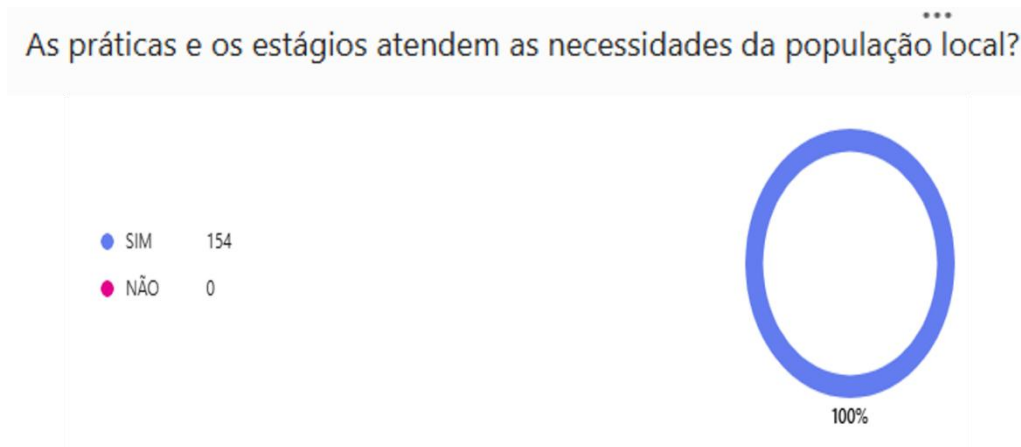 As práticas e os estágios atendem as necessidades da população local?
SIM 154
NÃO 0
100%